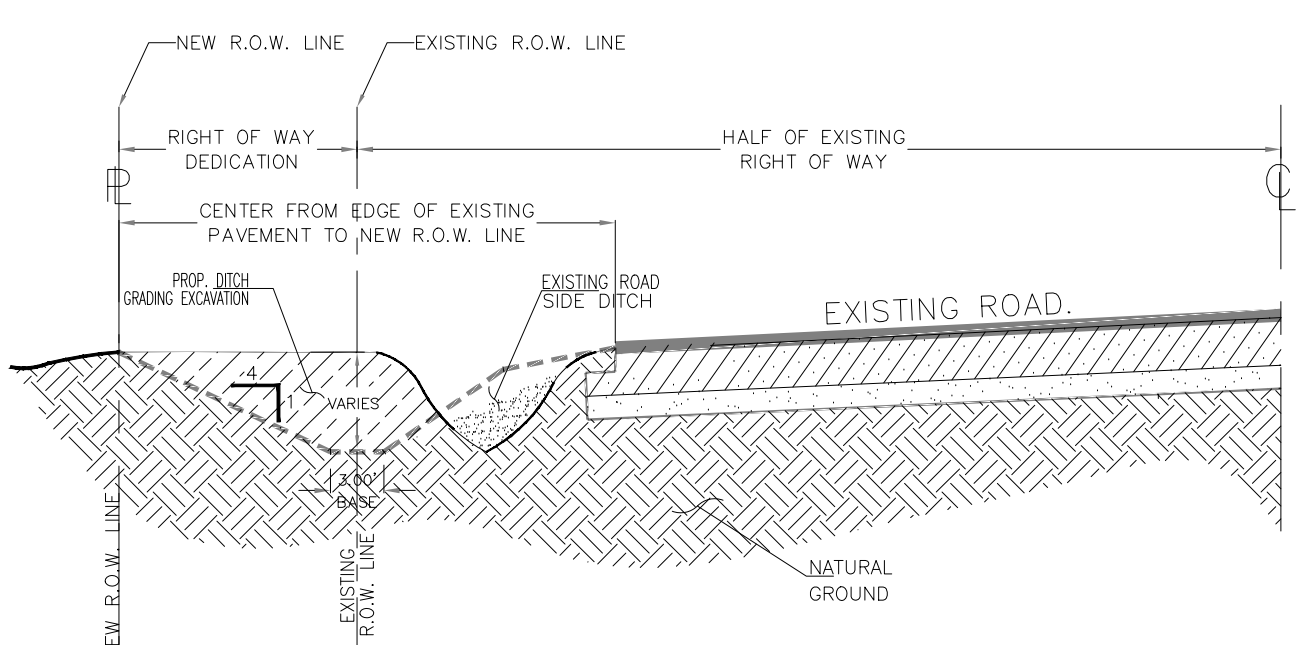 NEW R.O.W. LINE
EXISTING R.O.W. LINE
RIGHT OF WAY
DEDICATION
HALF OF EXISTING
RIGHT OF WAY
PL
CL
CENTER FROM EDGE OF EXISTING
PAVEMENT TO NEW R.O.W. LINE
PROP. DITCH
GRADING EXCAVATION
EXISTING ROAD
SIDE DITCH
EXISTING ROAD.
4
1
VARIES
3.00'
BASE
EW R.O.W. LINE
EXISTING
R.O.W. LINE
NATURAL
GROUND